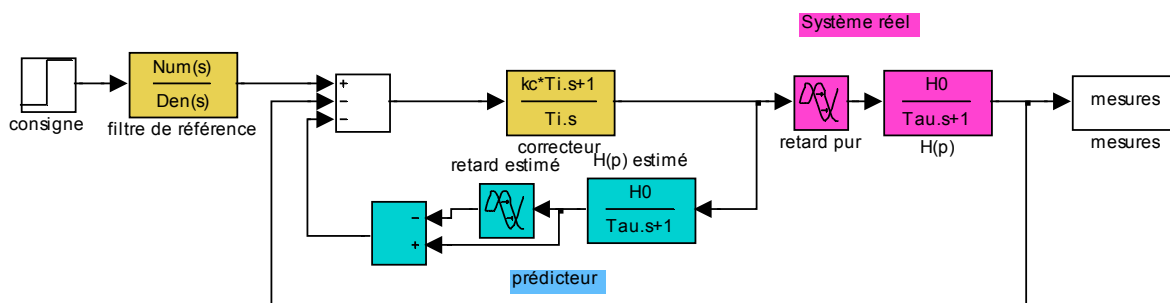 Système réel
consigne
Num(s)
Den(s)
filtre de référence
+
−
−
kc*Ti.s+1
Ti.s
correcteur
retard pur
H0
Tau.s+1
H(p)
mesures
mesures
retard estimé
H(p) estimé
H0
Tau.s+1
−
+
prédicteur